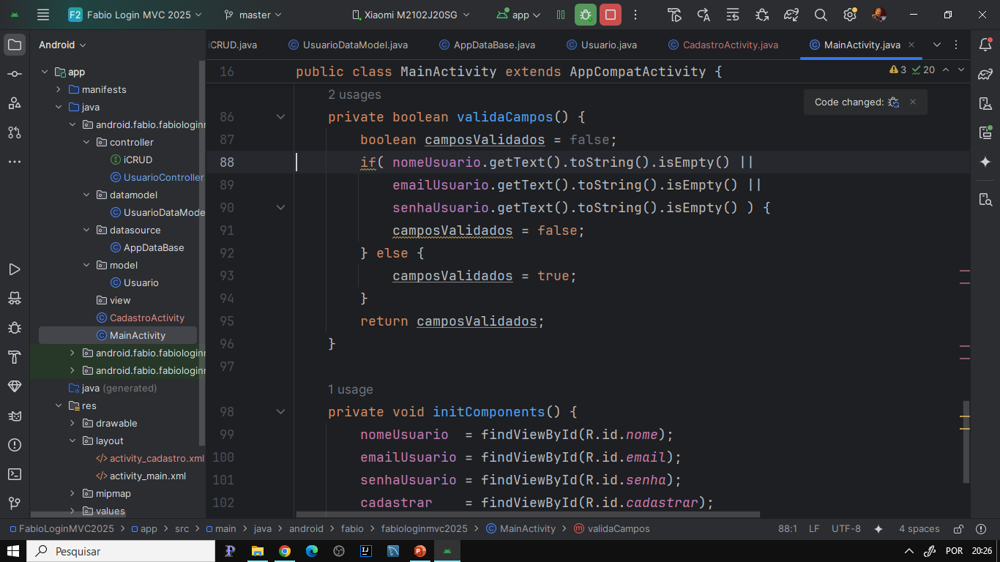 F2 Fabio Login MVC 2025 master Xiaomi M2102J20SG app
Android
iCRUD.java UsuarioDataModel.java AppDataBase.java Usuario.java CadastroActivity.java MainActivity.java
app
manifests
java
android.fabio.fabiologinr
controller
iCRUD
UsuarioController
datamodel
UsuarioDataMode
datasource
AppDataBase
model
Usuario
view
CadastroActivity
MainActivity
android.fabio.fabiologinr
android.fabio.fabiologinr
java (generated)
res
drawable
layout
activity_cadastro.xml
activity_main.xml
mipmap
values
16 public class MainActivity extends AppCompatActivity {
3 20
Code changed:
2 usages
86 private boolean validaCampos() {
87 boolean camposValidados = false;
88 if( nomeUsuario.getText().toString().isEmpty() ||
89 emailUsuario.getText().toString().isEmpty() ||
90 senhaUsuario.getText().toString().isEmpty() ) {
91 camposValidados = false;
92 } else {
93 camposValidados = true;
94 }
95 return camposValidados;
96 }
97
1 usage
98 private void initComponents() {
99 nomeUsuario = findViewById(R.id.nome);
100 emailUsuario = findViewById(R.id.email);
101 senhaUsuario = findViewById(R.id.senha);
102 cadastrar = findViewById(R.id.cadastrar);
FabioLoginMVC2025 > app > src > main > java > android > fabio > fabiologinmvc2025 > MainActivity > validaCampos 88:1 LF UTF-8 4 spaces
Pesquisar POR 20:26